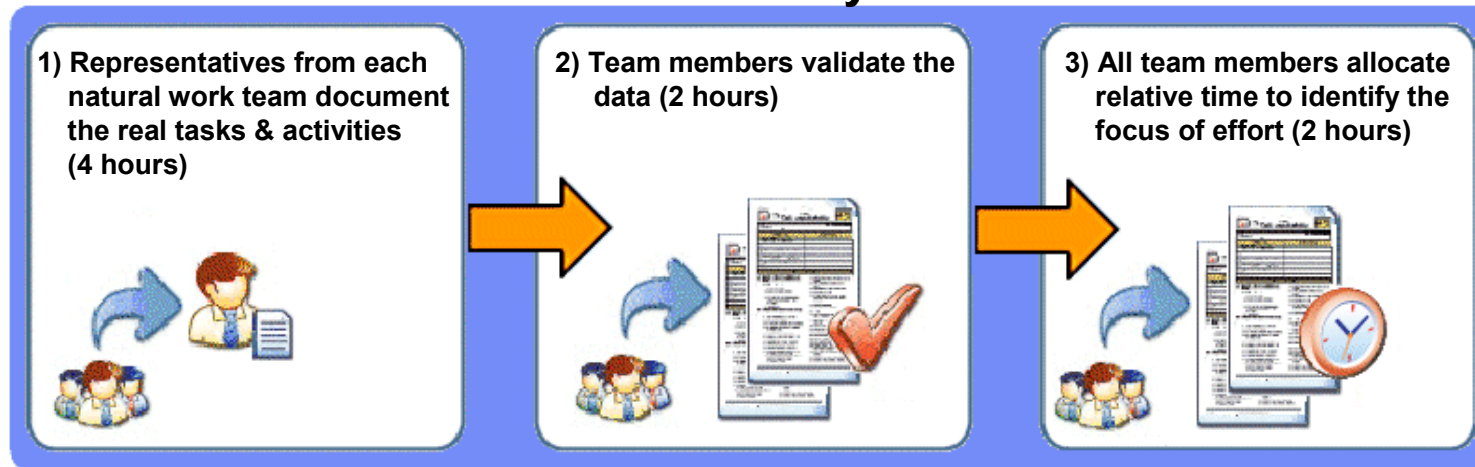 1) Representatives from each
natural work team document
the real tasks & activities
(4 hours)
2) Team members validate the
data (2 hours)
3) All team members allocate
relative time to identify the
focus of effort (2 hours)